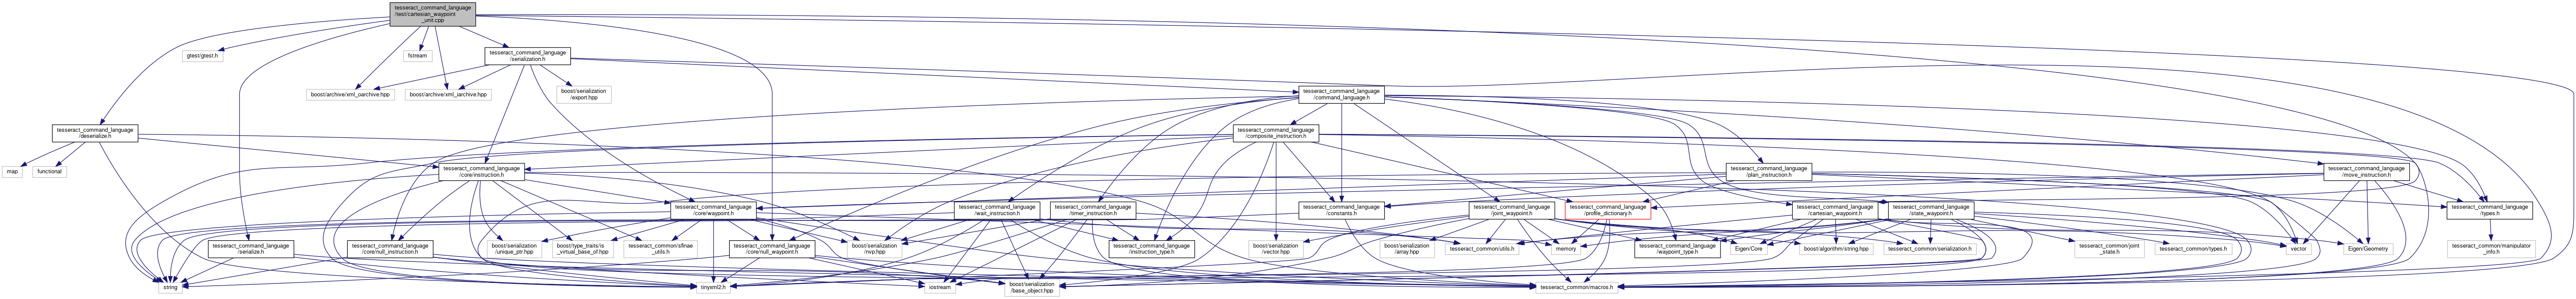 tesseract_command_language
/test/cartesian_waypoint
_unit.cpp
gtest/gtest.h
fstream
tesseract_command_language
/serialization.h
boost/archive/xml_oarchive.hpp
boost/archive/xml_iarchive.hpp
boost/serialization
/export.hpp
tesseract_command_language
/command_language.h
tesseract_command_language
/deserialize.h
tesseract_command_language
/composite_instruction.h
map
functional
tesseract_command_language
/core/instruction.h
tesseract_command_language
/plan_instruction.h
tesseract_command_language
/move_instruction.h
tesseract_command_language
/core/waypoint.h
tesseract_command_language
/wait_instruction.h
tesseract_command_language
/timer_instruction.h
tesseract_command_language
/constants.h
tesseract_command_language
/joint_waypoint.h
tesseract_command_language
/profile_dictionary.h
tesseract_command_language
/cartesian_waypoint.h
tesseract_command_language
/state_waypoint.h
tesseract_command_language
/types.h
tesseract_command_language
/serialize.h
tesseract_command_language
/core/null_instruction.h
boost/serialization
/unique_ptr.hpp
boost/type_traits/is
_virtual_base_of.hpp
tesseract_common/sfinae
_utils.h
tesseract_command_language
/core/null_waypoint.h
boost/serialization
/nvp.hpp
tesseract_command_language
/instruction_type.h
boost/serialization
/vector.hpp
boost/serialization
/array.hpp
tesseract_common/utils.h
memory
tesseract_command_language
/waypoint_type.h
Eigen/Core
boost/algorithm/string.hpp
tesseract_common/serialization.h
tesseract_common/joint
_state.h
tesseract_common/types.h
vector
Eigen/Geometry
tesseract_common/manipulator
_info.h
string
tinyxml2.h
iostream
boost/serialization
/base_object.hpp
tesseract_common/macros.h